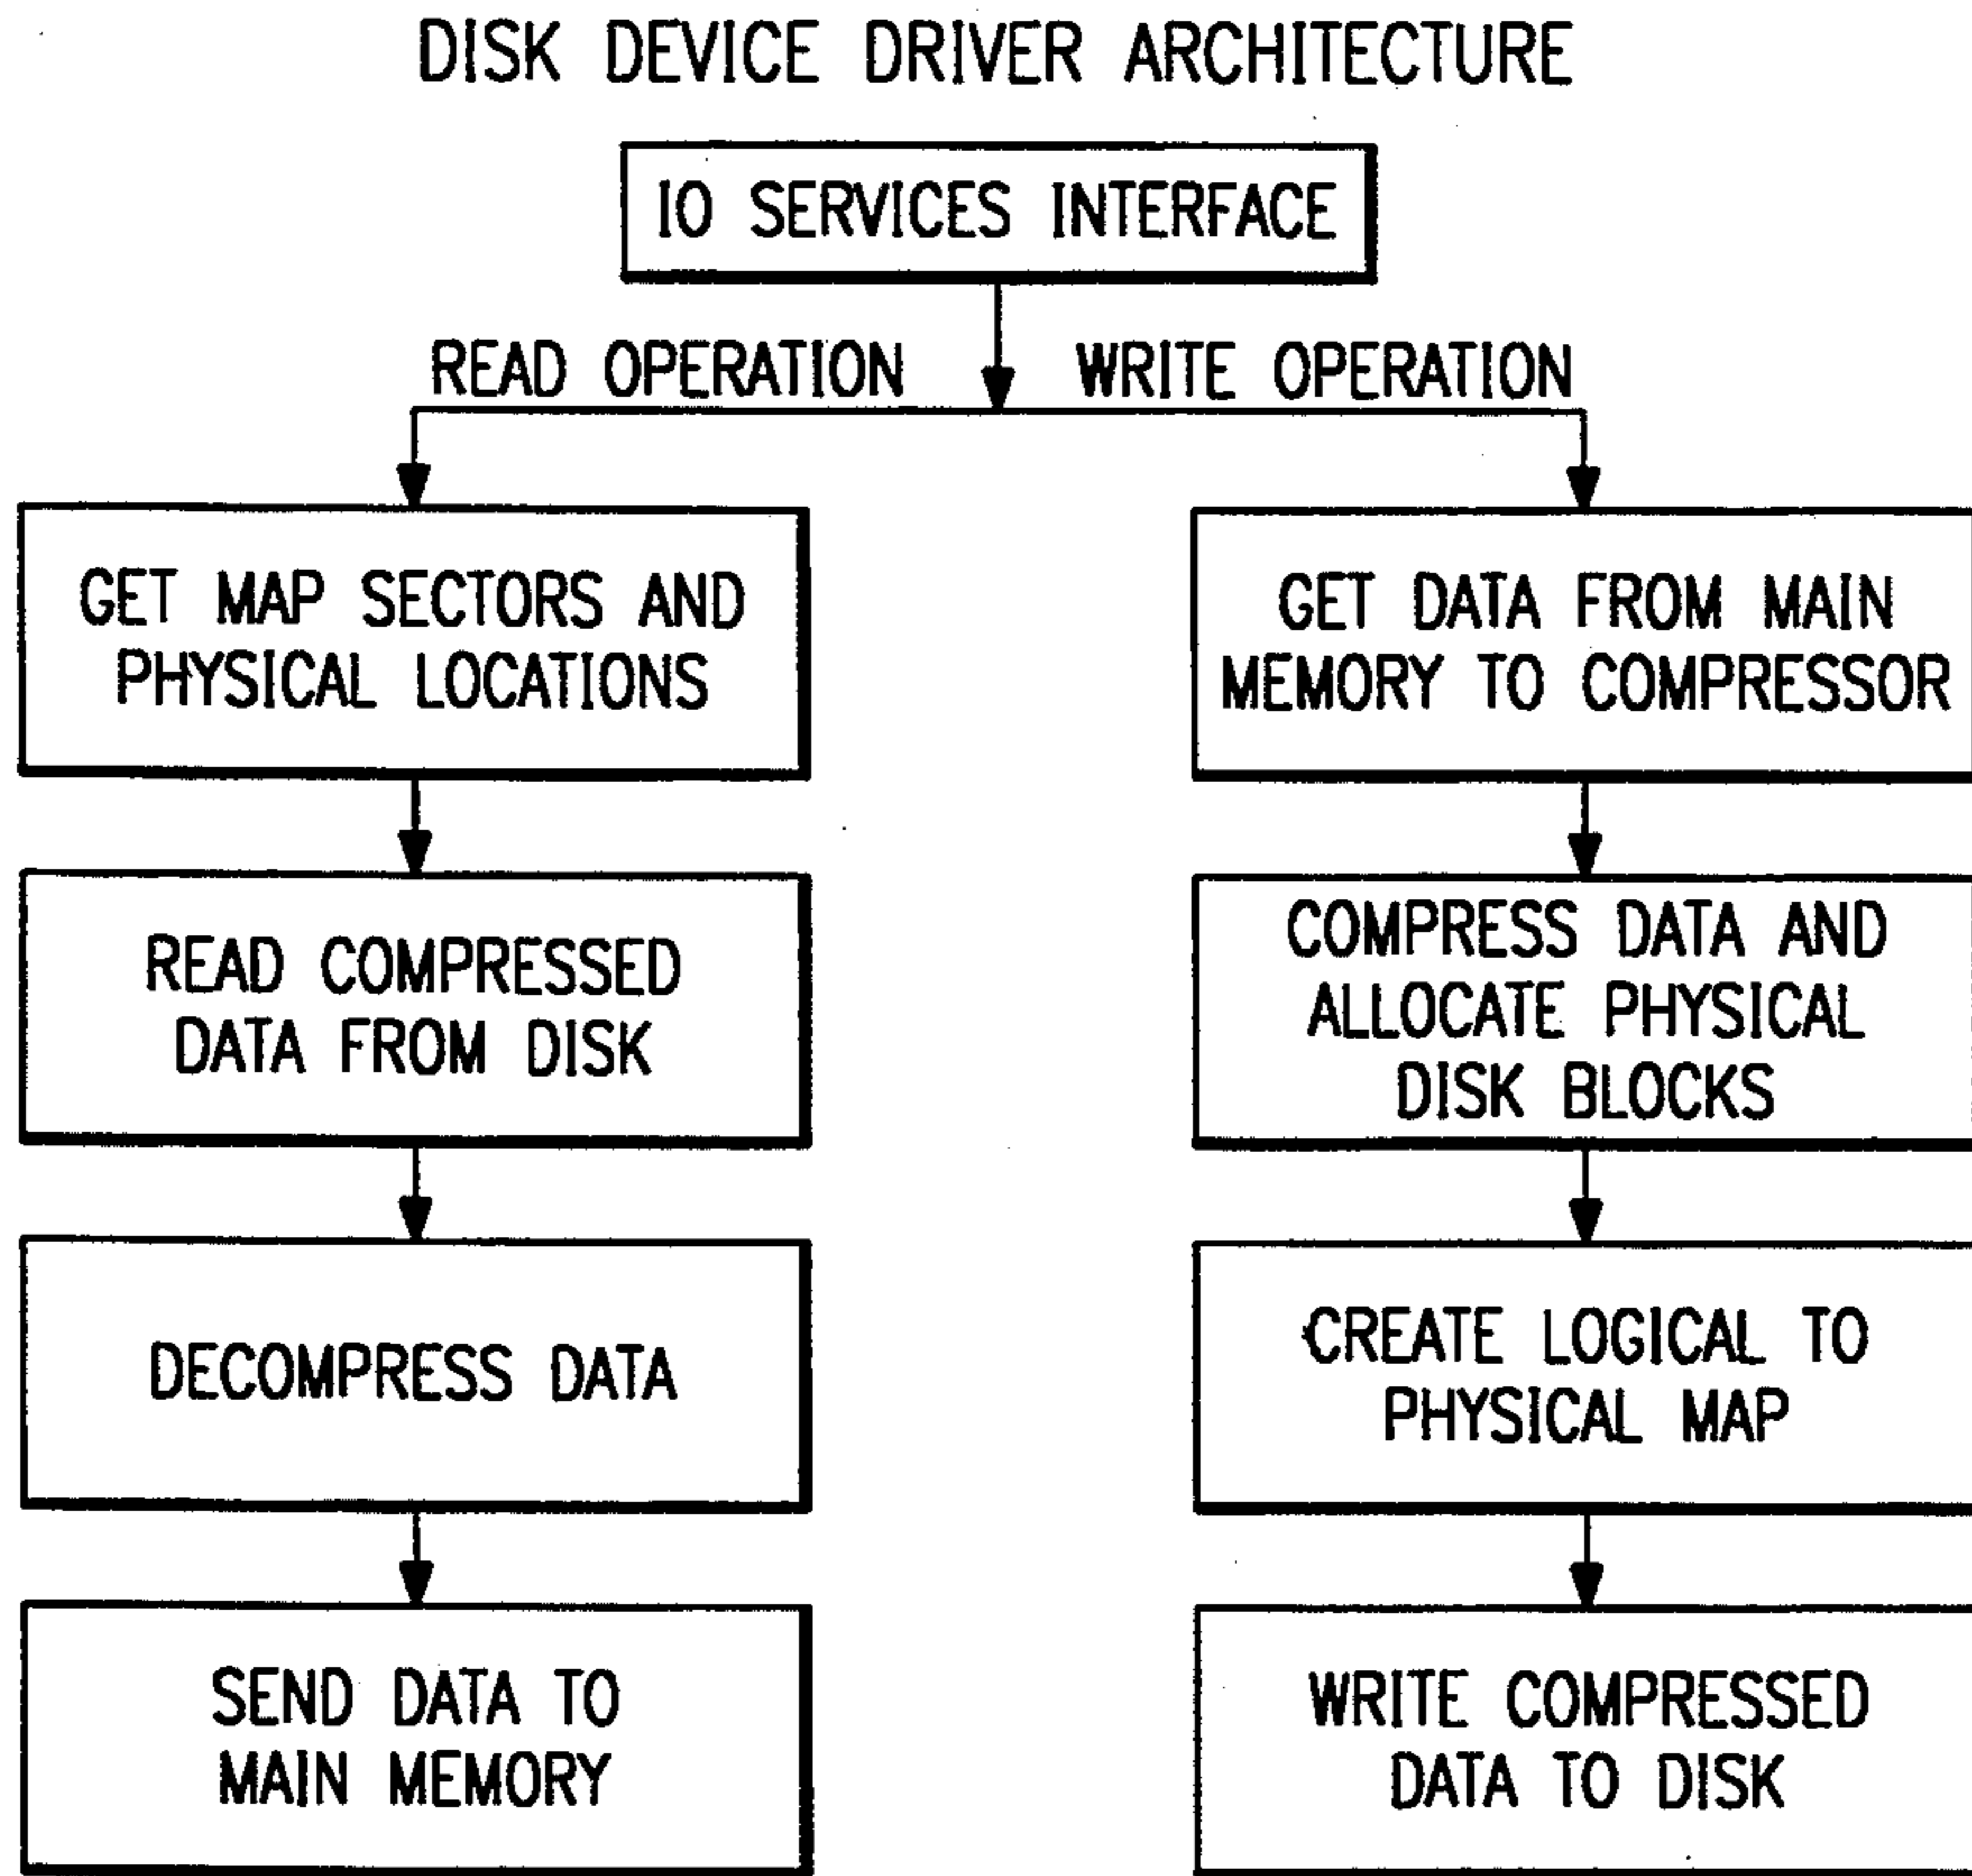 DISK DEVICE DRIVER ARCHITECTURE
IO SERVICES INTERFACE
READ OPERATION
WRITE OPERATION
GET MAP SECTORS AND
PHYSICAL LOCATIONS
READ COMPRESSED
DATA FROM DISK
DECOMPRESS DATA
SEND DATA TO
MAIN MEMORY
GET DATA FROM MAIN
MEMORY TO COMPRESSOR
COMPRESS DATA AND
ALLOCATE PHYSICAL
DISK BLOCKS
CREATE LOGICAL TO
PHYSICAL MAP
WRITE COMPRESSED
DATA TO DISK